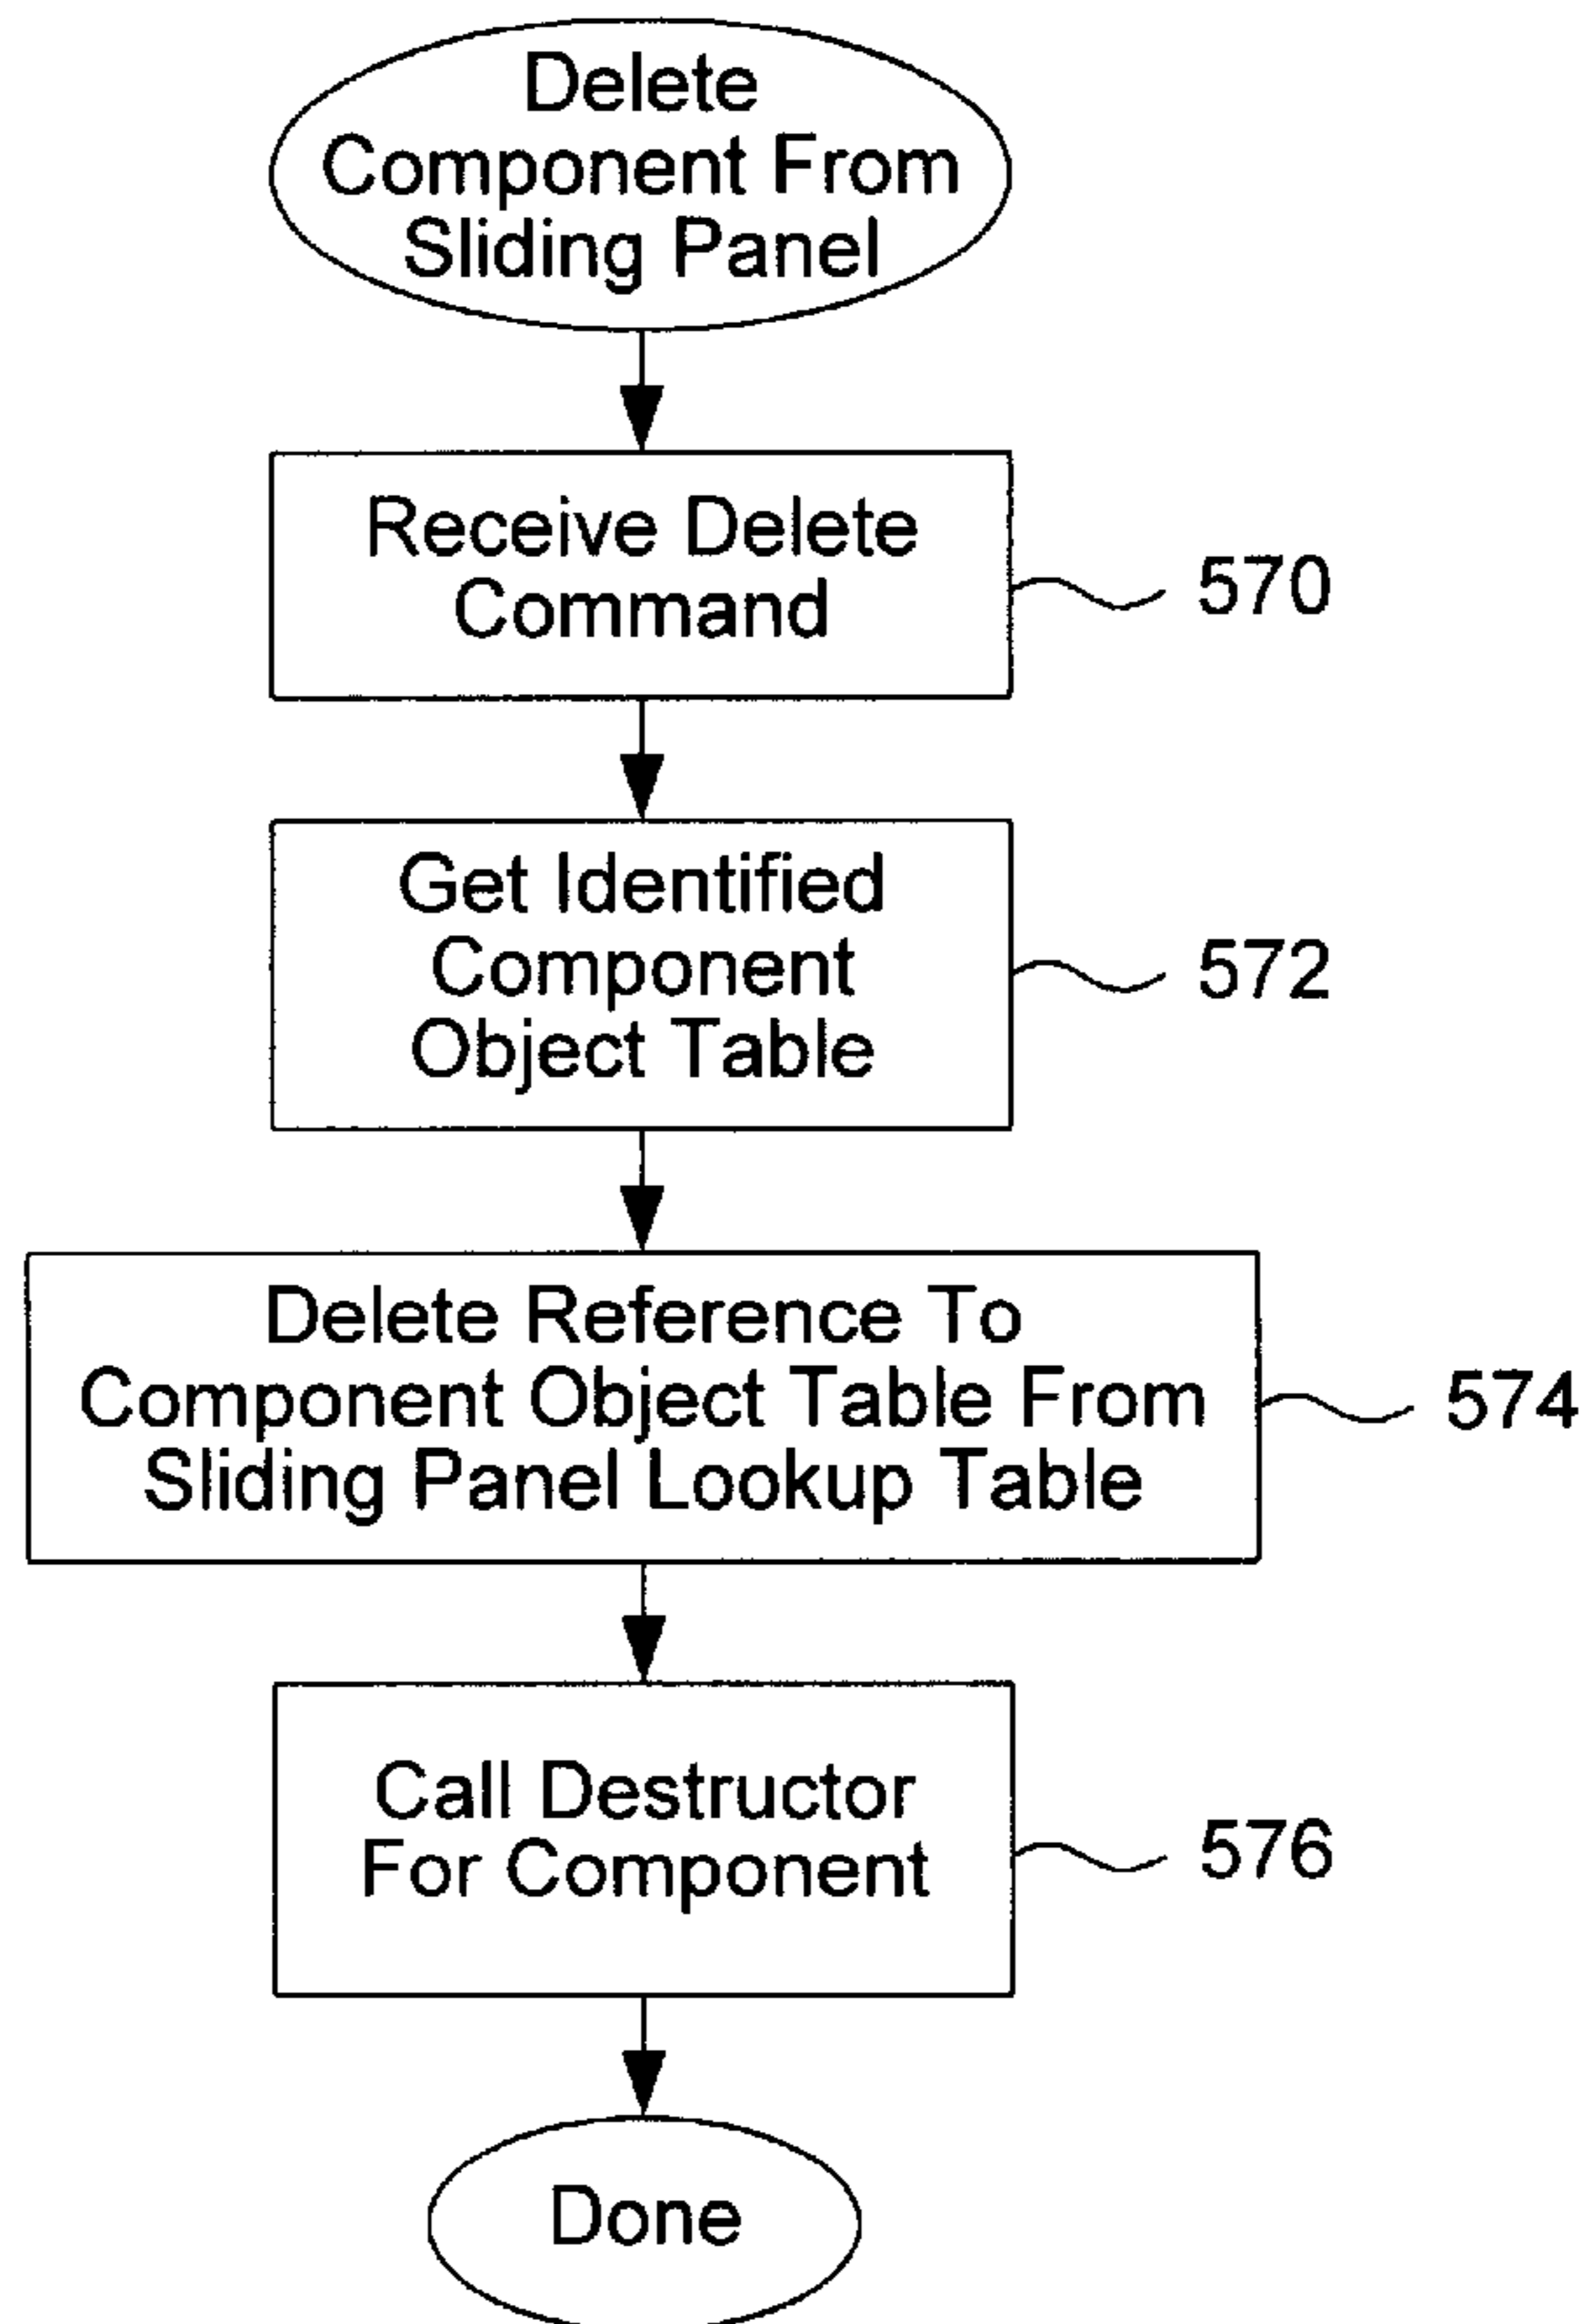 Delete
Component From
Sliding Panel
Receive Delete
Command
570
Get Identified
Component
Object Table
572
Delete Reference To
Component Object Table From
Sliding Panel Lookup Table
574
Call Destructor
For Component
576
Done